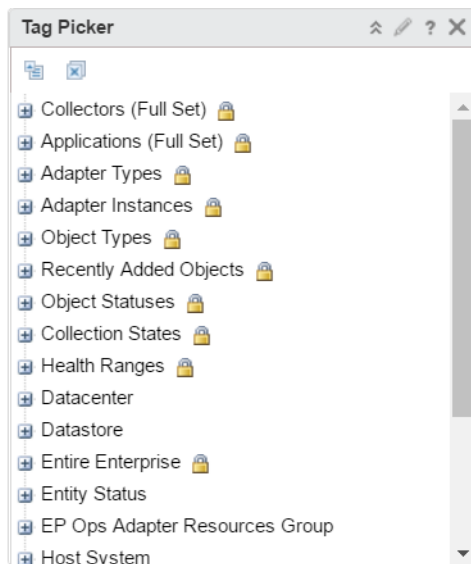 Tag Picker ?
Collectors (Full Set)
Applications (Full Set)
Adapter Types
Adapter Instances
Object Types
Recently Added Objects
Object Statuses
Collection States
Health Ranges
Datacenter
Datastore
Entire Enterprise
Entity Status
EP Ops Adapter Resources Group
Host System